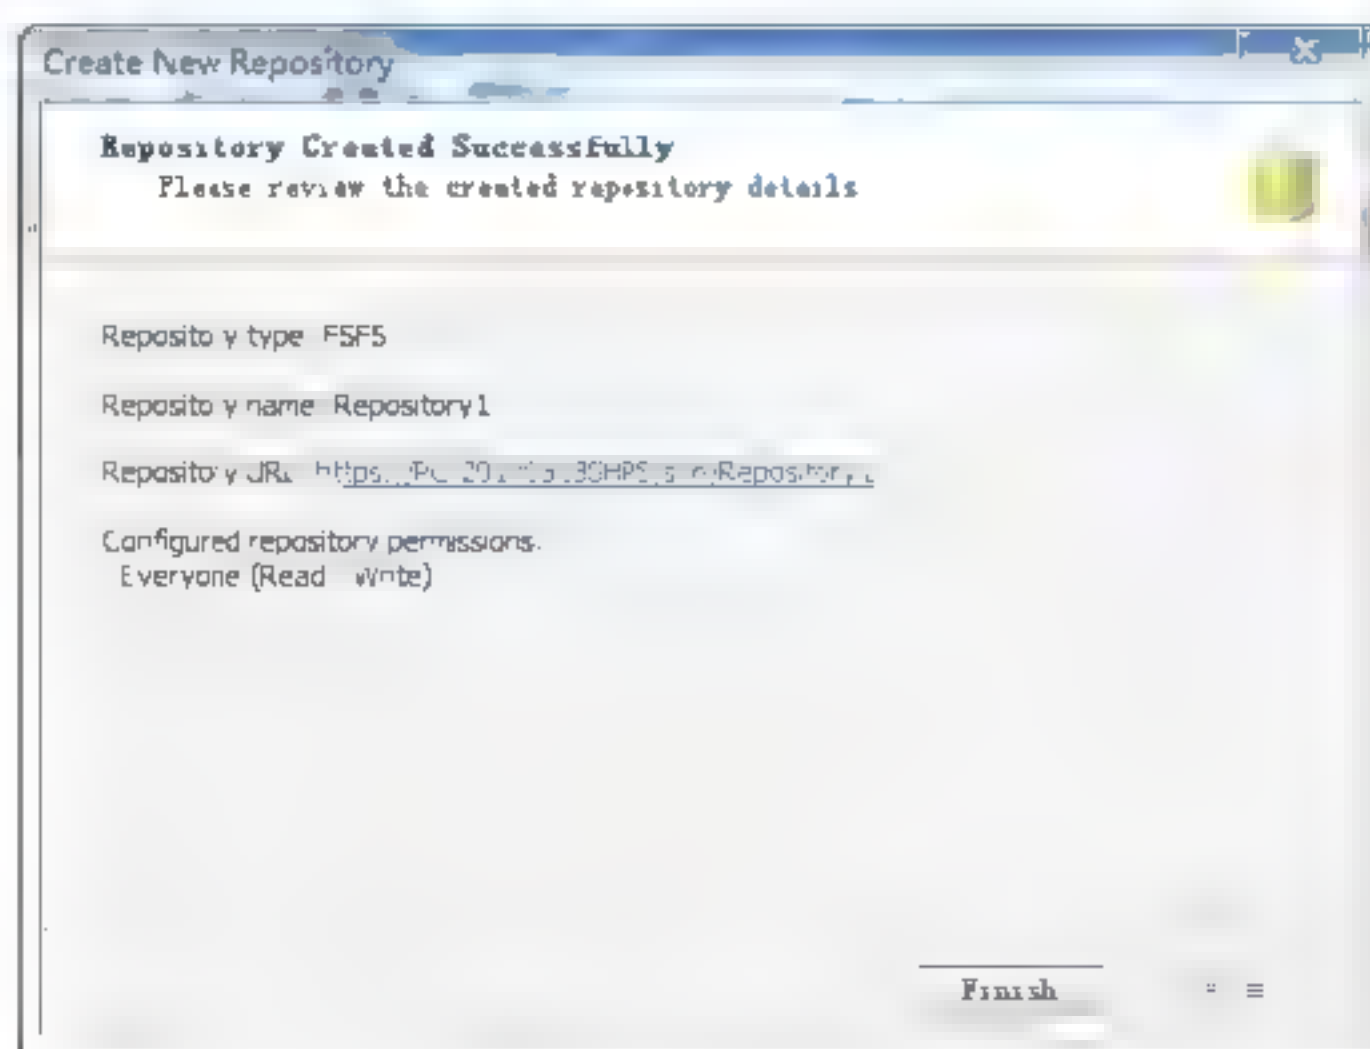 Create New Repository
Repository Created Successfully
Please review the created repository details
Repository type FSFS
Repository name Repository1
Repository URL
Configured repository permissions:
Everyone (Read Write)
Finish